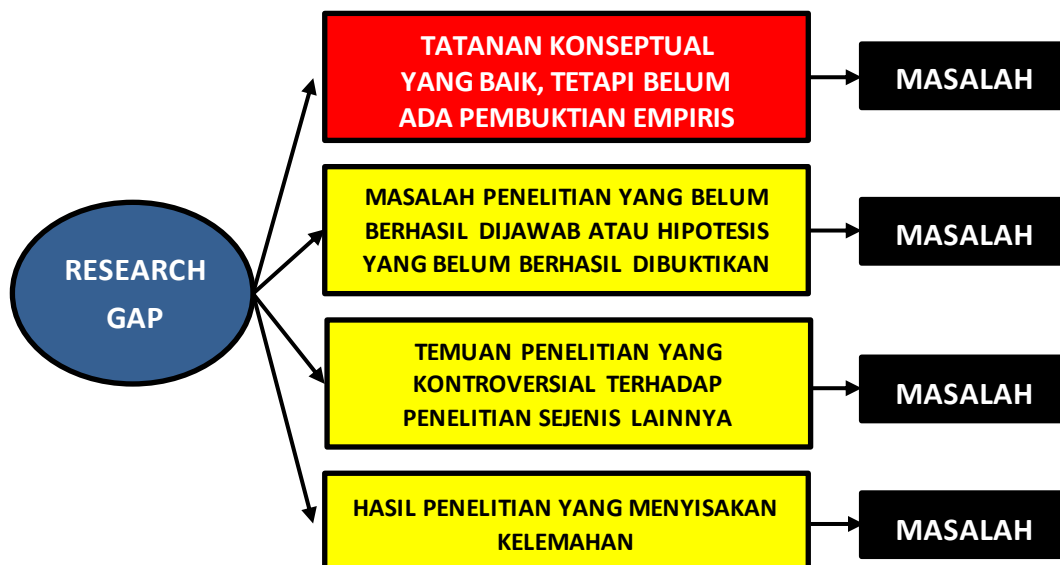 TATANAN KONSEPTUAL
YANG BAIK, TETAPI BELUM
ADA PEMBUKTIAN EMPIRIS
MASALAH
MASALAH PENELITIAN YANG BELUM
BERHASIL DIJAWAB ATAU HIPOTESIS
YANG BELUM BERHASIL DIBUKTIKAN
MASALAH
RESEARCH
GAP
TEMUAN PENELITIAN YANG
KONTROVERSIAL TERHADAP
PENELITIAN SEJENIS LAINNYA
MASALAH
HASIL PENELITIAN YANG MENYISAKAN
KELEMAHAN
MASALAH